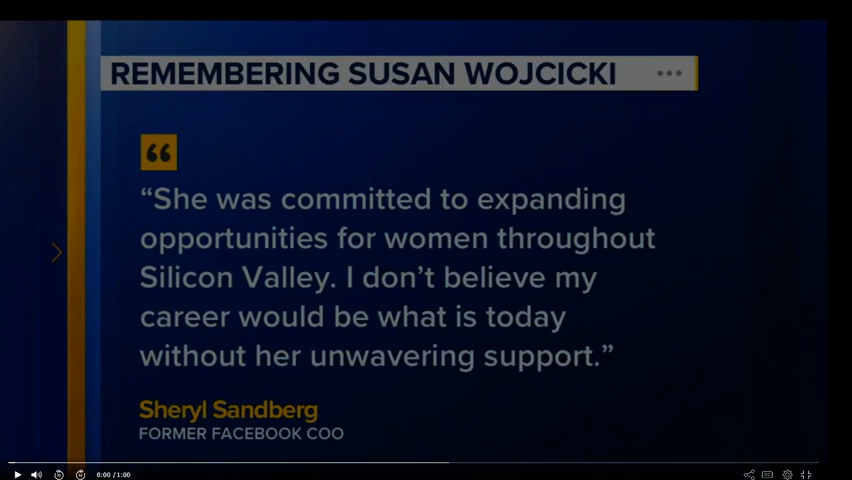 REMEMBERING SUSAN WOJCICKI
“She was committed to expanding
opportunities for women throughout
Silicon Valley. I don’t believe my
career would be what is today
without her unwavering support.”
Sheryl Sandberg
FORMER FACEBOOK COO
0:00 / 1:00